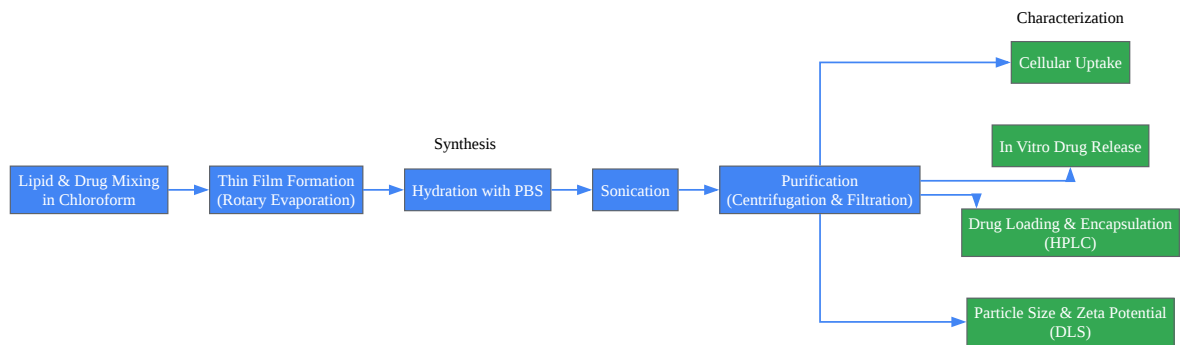 Characterization
Cellular Uptake
Synthesis
In Vitro Drug Release
Lipid & Drug Mixing
in Chloroform
Thin Film Formation
(Rotary Evaporation)
Hydration with PBS
Sonication
Purification
(Centrifugation & Filtration)
Drug Loading & Encapsulation
(HPLC)
Particle Size & Zeta Potential
(DLS)